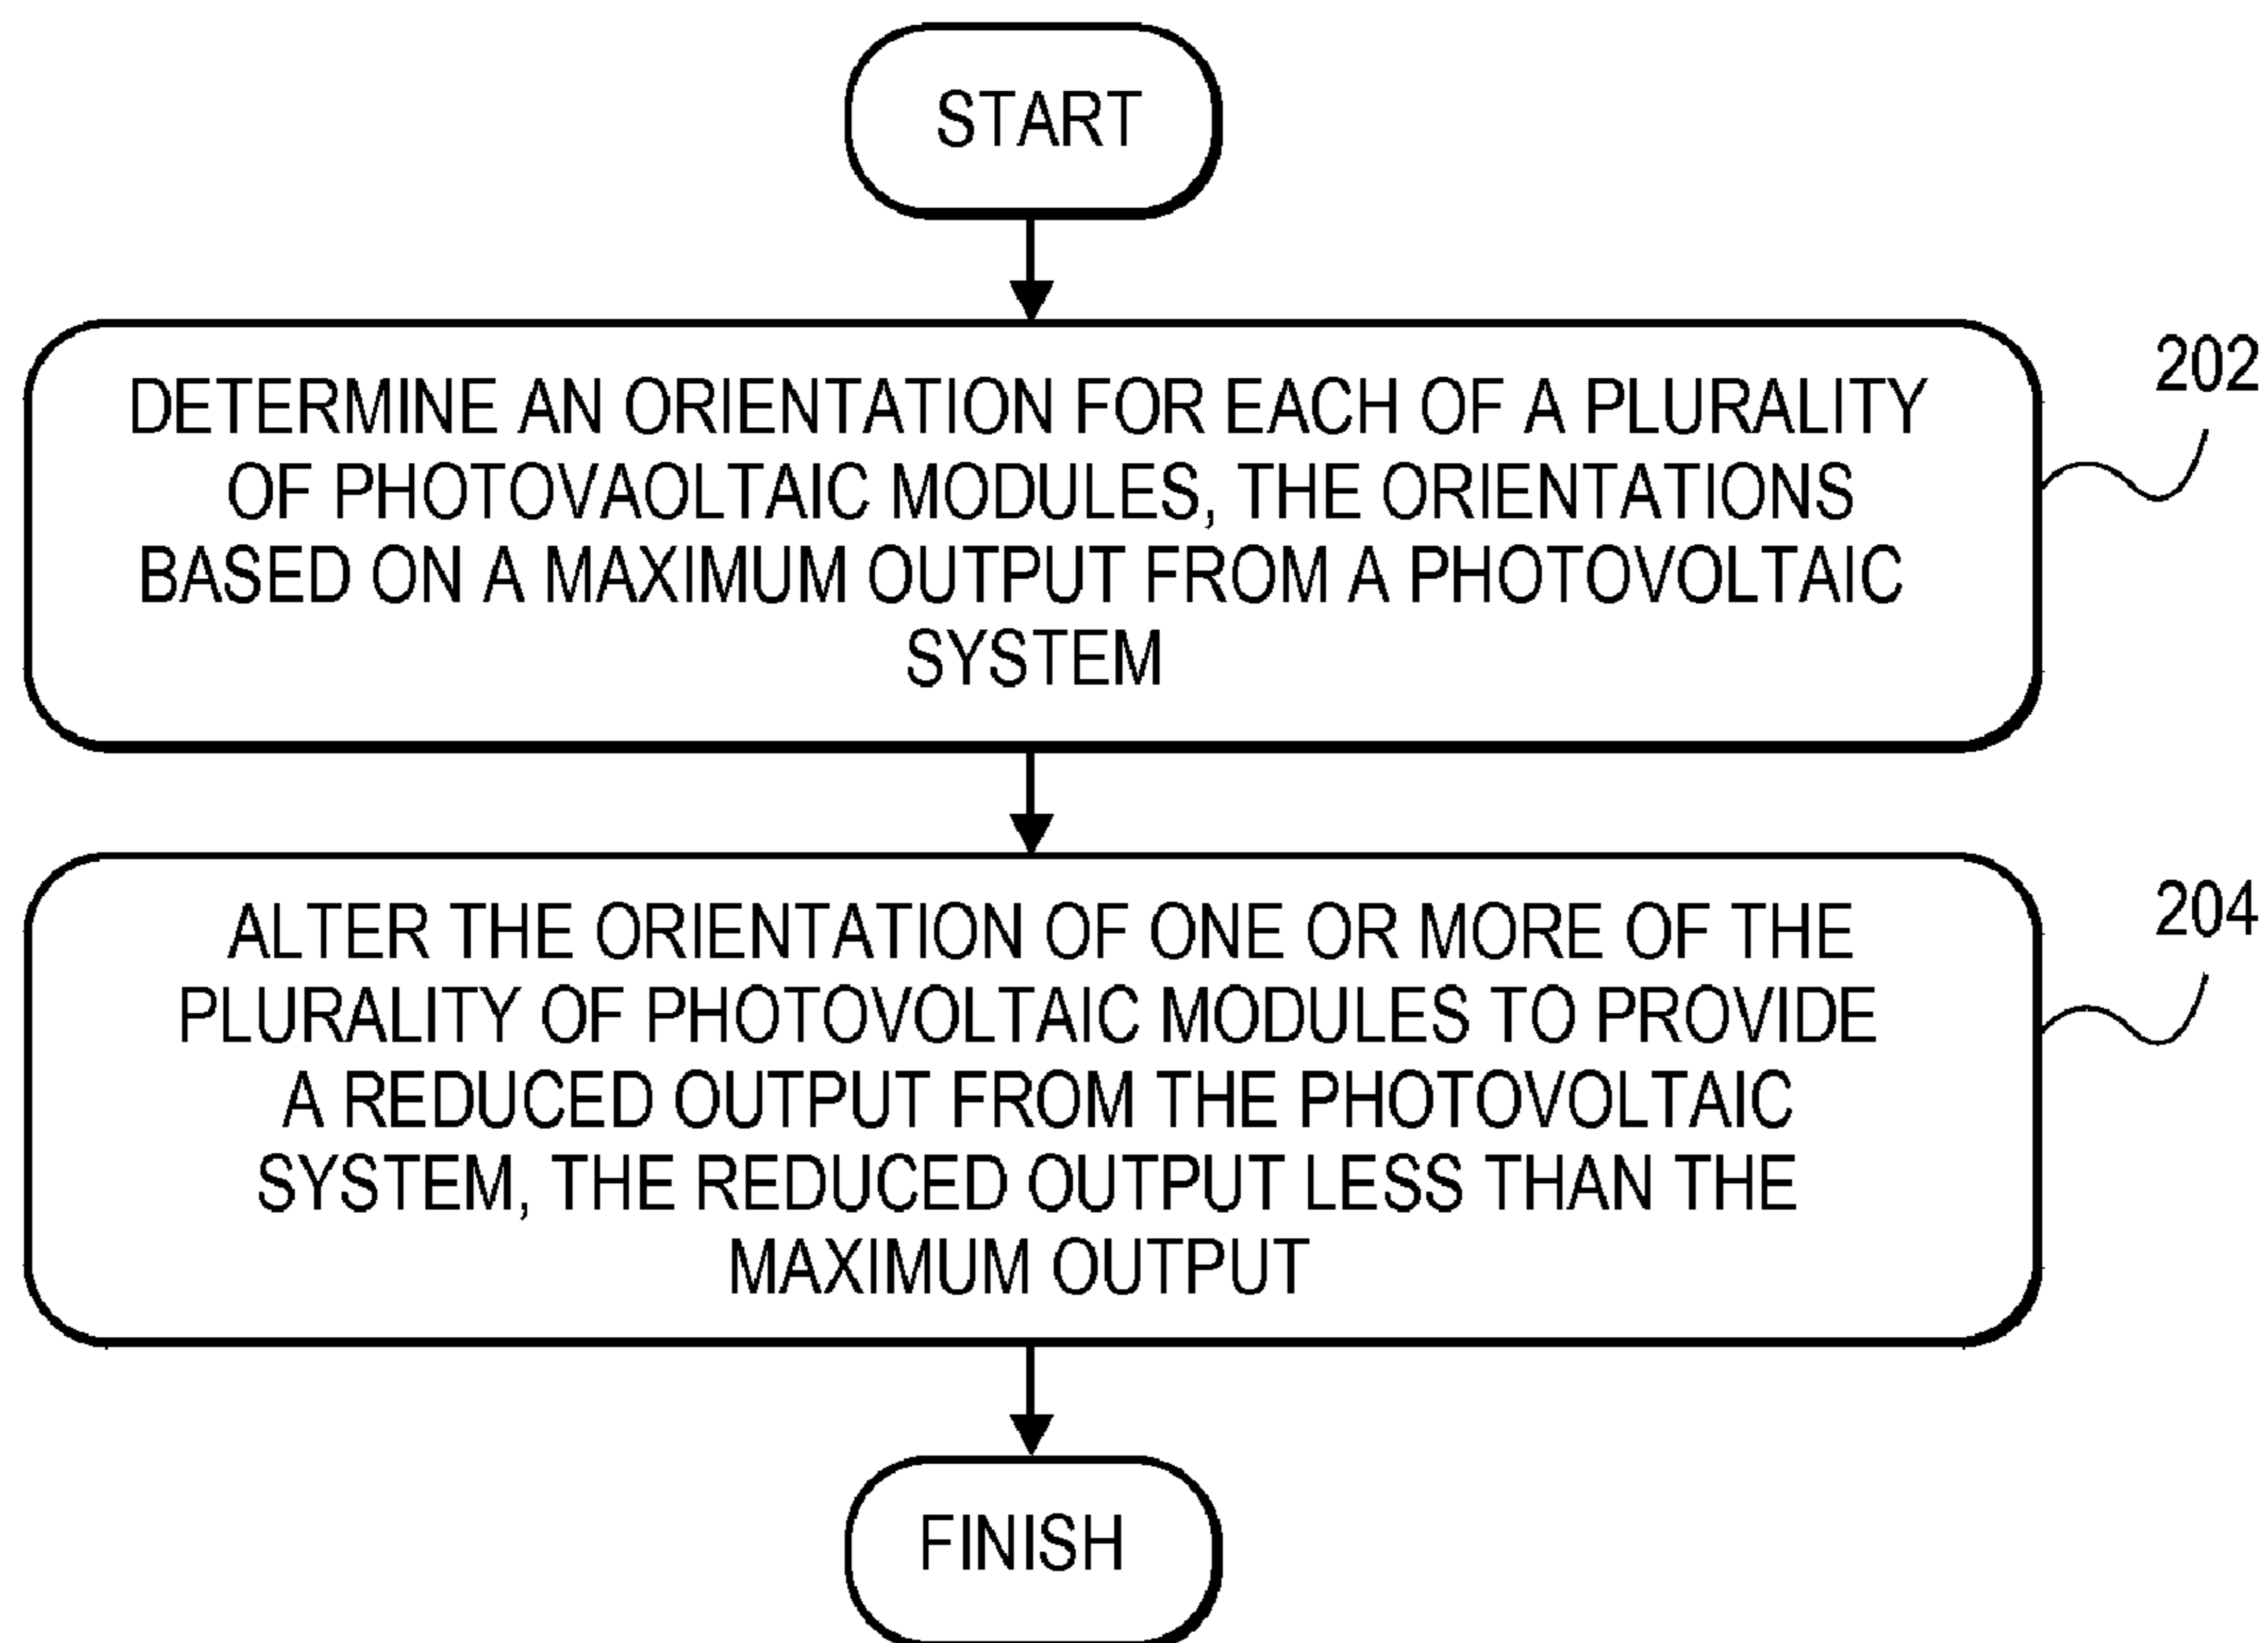 START
DETERMINE AN ORIENTATION FOR EACH OF A PLURALITY
OF PHOTOVAOLTAIC MODULES, THE ORIENTATIONS
BASED ON A MAXIMUM OUTPUT FROM A PHOTOVOLTAIC
SYSTEM
202
ALTER THE ORIENTATION OF ONE OR MORE OF THE
PLURALITY OF PHOTOVOLTAIC MODULES TO PROVIDE
A REDUCED OUTPUT FROM THE PHOTOVOLTAIC
SYSTEM, THE REDUCED OUTPUT LESS THAN THE
MAXIMUM OUTPUT
204
FINISH